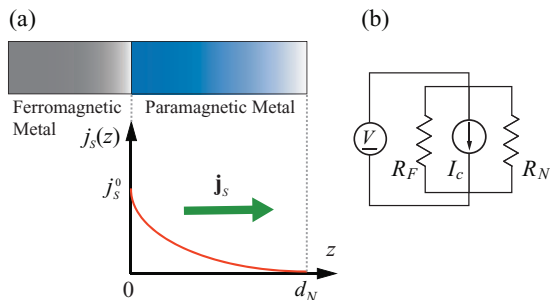 (a)
Ferromagnetic Metal
Paramagnetic Metal
j_s(z)
j_s^0
j_s
z
0
d_N
(b)
V
R_F
I_c
R_N